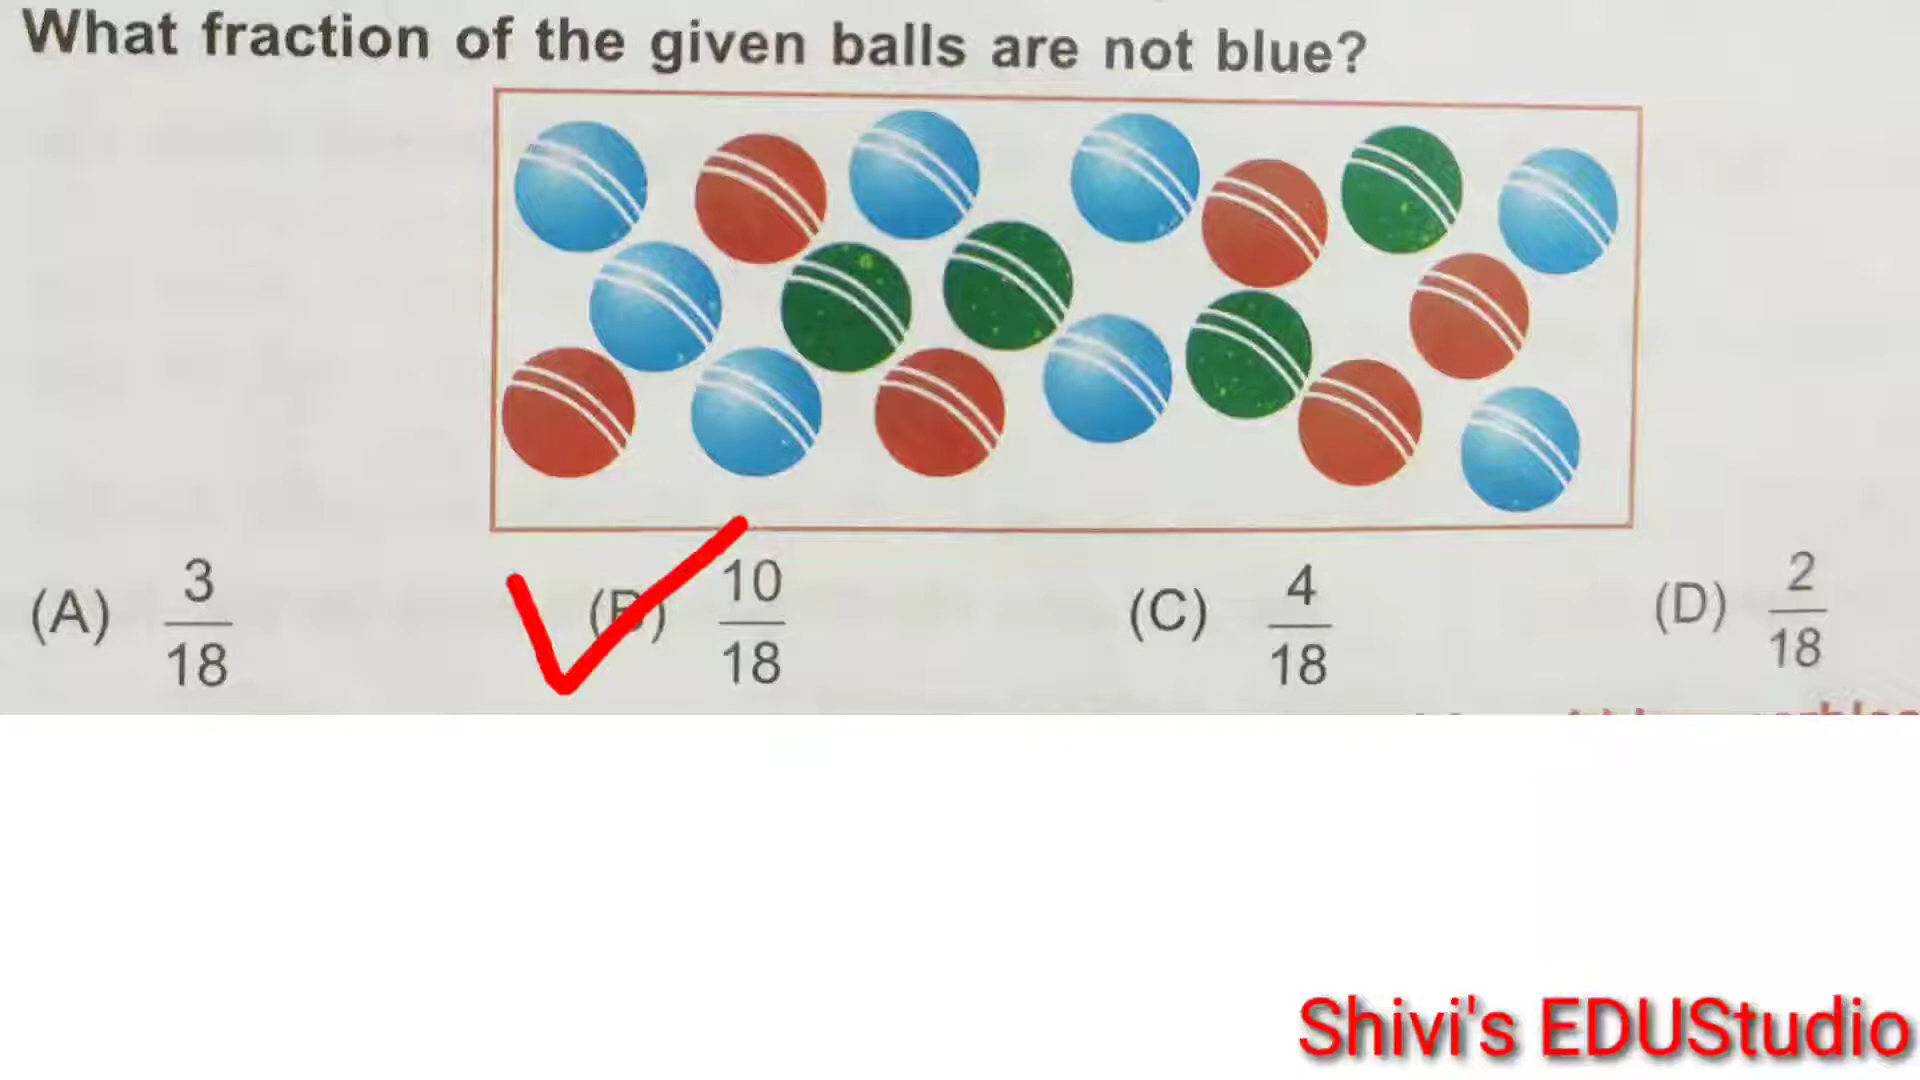 What fraction of the given balls are not blue?
(A) 3/18 (B) 10/18 (C) 4/18 (D) 2/18
Shivi's EDUStudio